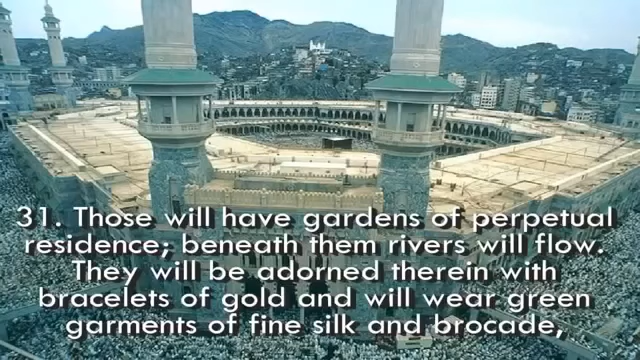 31. Those will have gardens of perpetual
residence; beneath them rivers will flow.
They will be adorned therein with
bracelets of gold and will wear green
garments of fine silk and brocade,